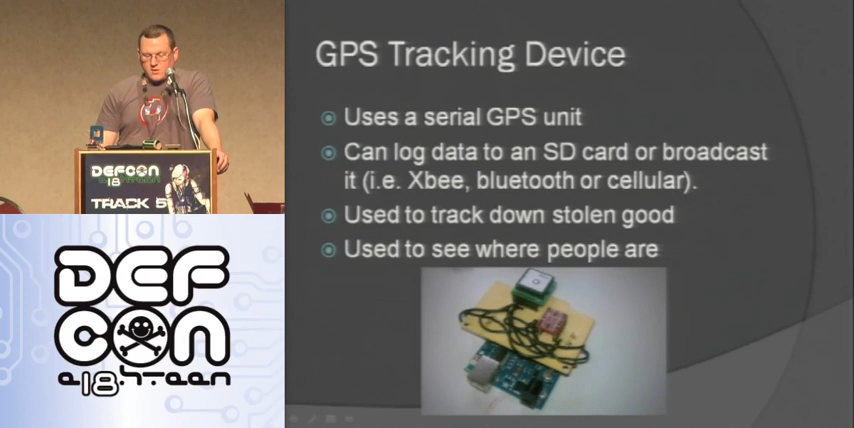 GPS Tracking Device
Uses a serial GPS unit
Can log data to an SD card or broadcast
it (i.e. Xbee, bluetooth or cellular).
Used to track down stolen good
Used to see where people are
DEFCON
18
TRACK 5
DEF
CON
e18hteen